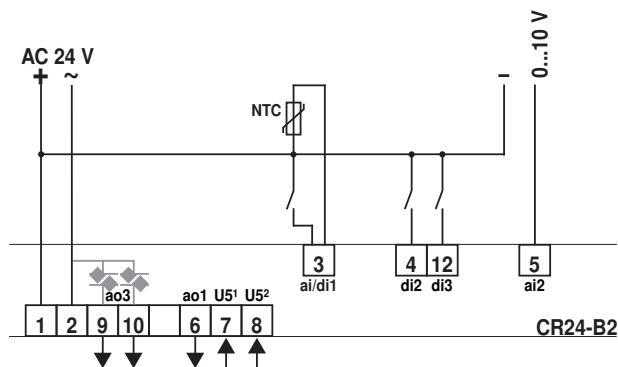 AC 24 V
+ ~
– 0...10 V
NTC
3 4 12 5
ai/di1 di2 di3 ai2
ao3 ao1 U5¹ U5²
1 2 9 10 6 7 8
CR24-B2